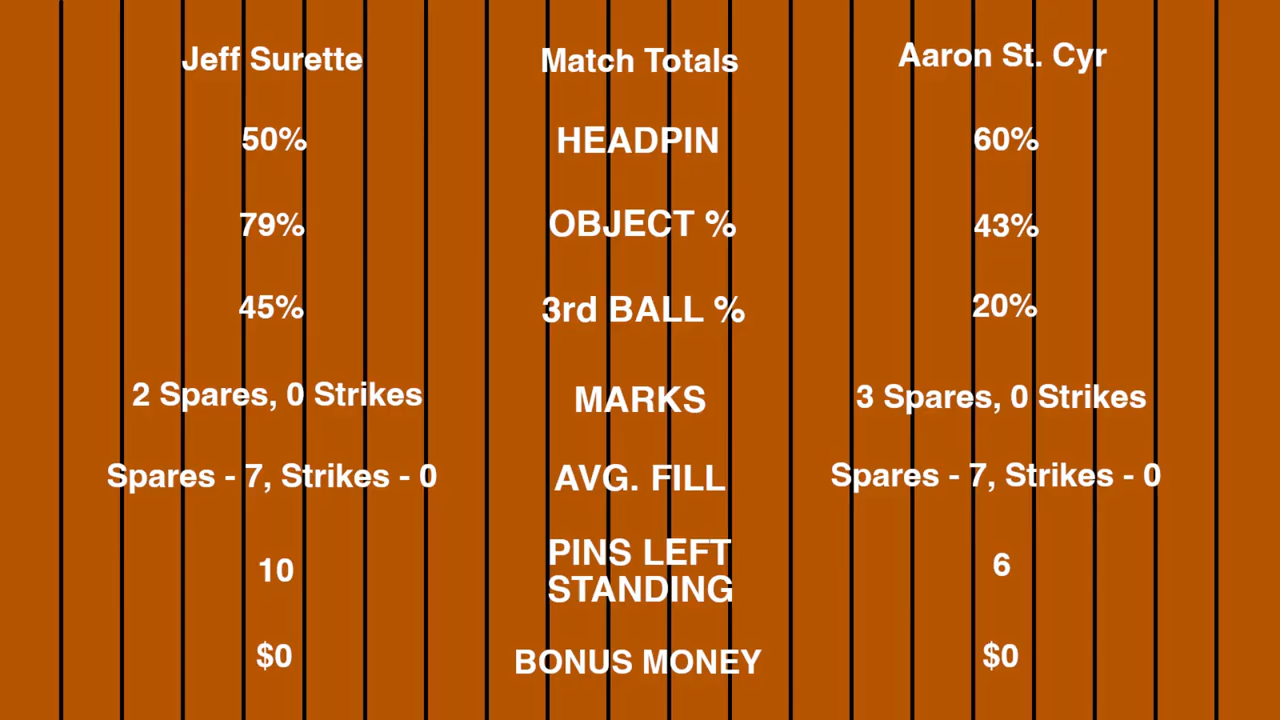 Jeff Surette Match Totals Aaron St. Cyr
50% HEADPIN 60%
79% OBJECT % 43%
45% 3rd BALL % 20%
2 Spares, 0 Strikes MARKS 3 Spares, 0 Strikes
Spares - 7, Strikes - 0 AVG. FILL Spares - 7, Strikes - 0
10 PINS LEFT
STANDING 6
$0 BONUS MONEY $0